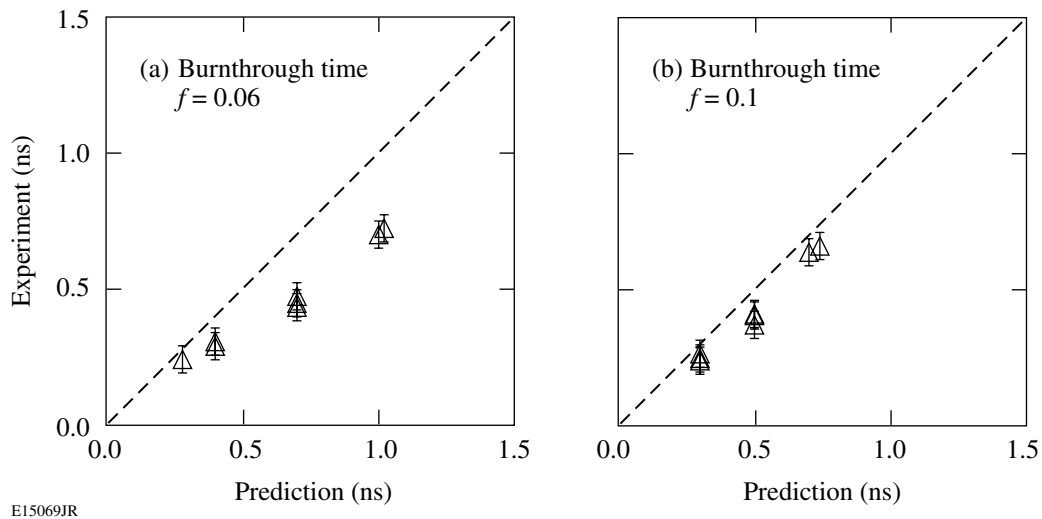 1.5
1.0
0.5
0.0
Experiment (ns)
(a) Burnthrough time
f = 0.06
0.0 0.5 1.0 1.5
Prediction (ns)
(b) Burnthrough time
f = 0.1
0.0 0.5 1.0 1.5
Prediction (ns)
E15069JR